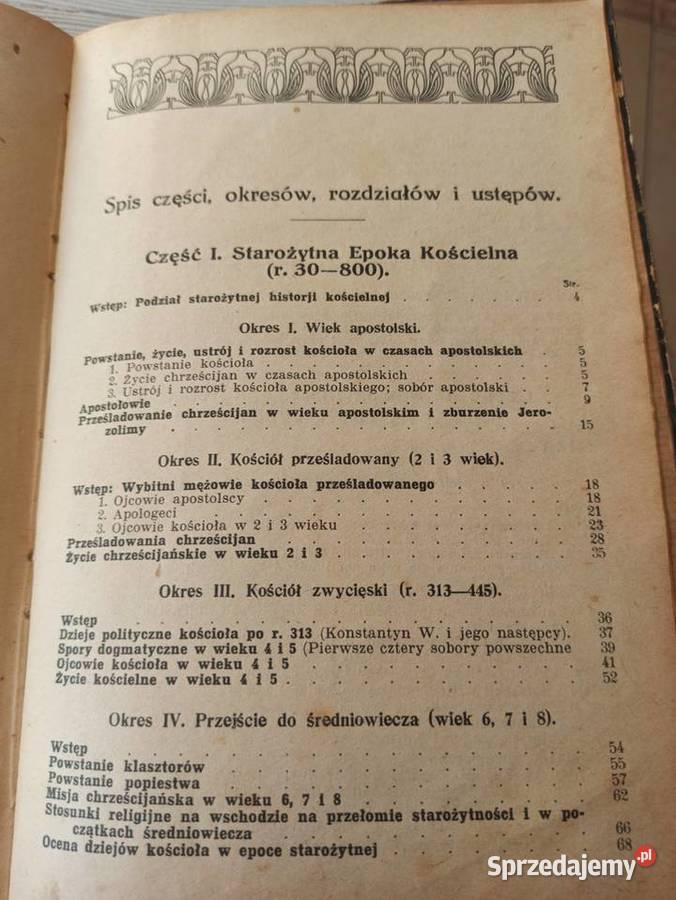 Spis części, okresów, rozdziałów i ustępów.
Część I. Starożytna Epoka Kościelna
(r. 30—800).
Str.
Wstęp: Podział starożytnej historji kościelnej . . . . . . 4
Okres I. Wiek apostolski.
Powstanie, życie, ustrój i rozrost kościoła w czasach apostolskich . 5
1. Powstanie kościoła . . . . . . . . . . . 5
2. Życie chrześcijan w czasach apostolskich . . . . . . 5
3. Ustrój i rozrost kościoła apostolskiego; sobór apostolski . . 7
Apostołowie . . . . . . . . . . . . . . 9
Prześladowanie chrześcijan w wieku apostolskim i zburzenie Jero-
zolimy . . . . . . . . . . . . . . 15
Okres II. Kościół prześladowany (2 i 3 wiek).
Wstęp: Wybitni mężowie kościoła prześladowanego . . . . . 18
1. Ojcowie apostolscy . . . . . . . . . . . 18
2. Apologeci . . . . . . . . . . . . . 21
3. Ojcowie kościoła w 2 i 3 wieku . . . . . . . . 23
Prześladowania chrześcijan . . . . . . . . . . 28
Życie chrześcijańskie w wieku 2 i 3 . . . . . . . . 35
Okres III. Kościół zwycięski (r. 313—445).
Wstęp . . . . . . . . . . . . . . . 36
Dzieje polityczne kościoła po r. 313 (Konstantyn W. i jego następcy). 37
Spory dogmatyczne w wieku 4 i 5 (Pierwsze cztery sobory powszechne 39
Ojcowie kościoła w wieku 4 i 5 . . . . . . . . . 41
Życie kościelne w wieku 4 i 5 . . . . . . . . . 52
Okres IV. Przejście do średniowiecza (wiek 6, 7 i 8).
Wstęp . . . . . . . . . . . . . . . 54
Powstanie klasztorów . . . . . . . . . . . 55
Powstanie popiestwa . . . . . . . . . . . 57
Misja chrześcijańska w wieku 6, 7 i 8 . . . . . . . 62
Stosunki religijne na wschodzie na przełomie starożytności i w po-
czątkach średniowiecza . . . . . . . . . . 66
Ocena dziejów kościoła w epoce starożytnej . . . . . . 68
Sprzedajemy.pl